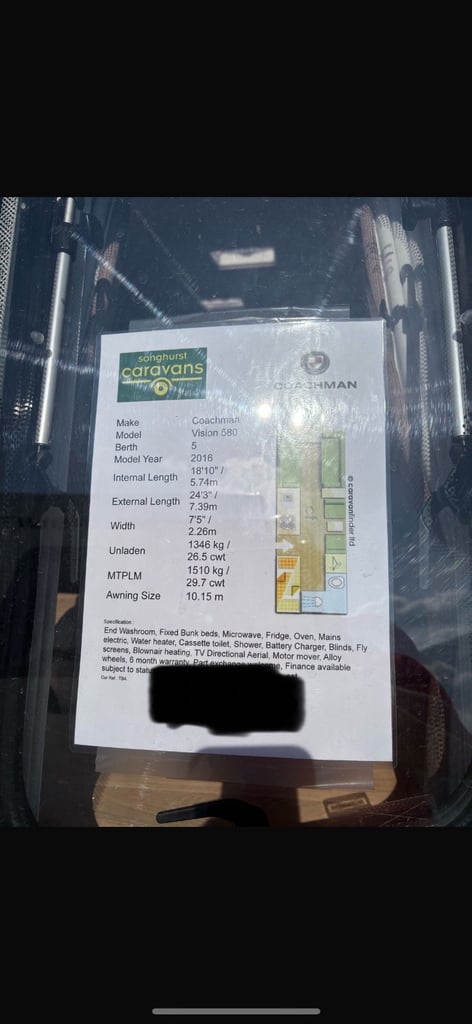 songhurst
caravans
COACHMAN
Make Coachman
Model Vision 580
Berth 5
Model Year 2016
Internal Length 18'10" / 5.74m
External Length 24'3" / 7.39m
Width 7'5" / 2.26m
Unladen 1346 kg / 26.5 cwt
MTPLM 1510 kg / 29.7 cwt
Awning Size 10.15 m
© caravanfinder ltd
Specification:
End Washroom, Fixed Bunk beds, Microwave, Fridge, Oven, Mains
electric, Water heater, Cassette toilet, Shower, Battery Charger, Blinds, Fly
screens, Blownair heating, TV Directional Aerial, Motor mover, Alloy
wheels, 6 month warranty, Part exchange welcome, Finance available
subject to
Our Ref: